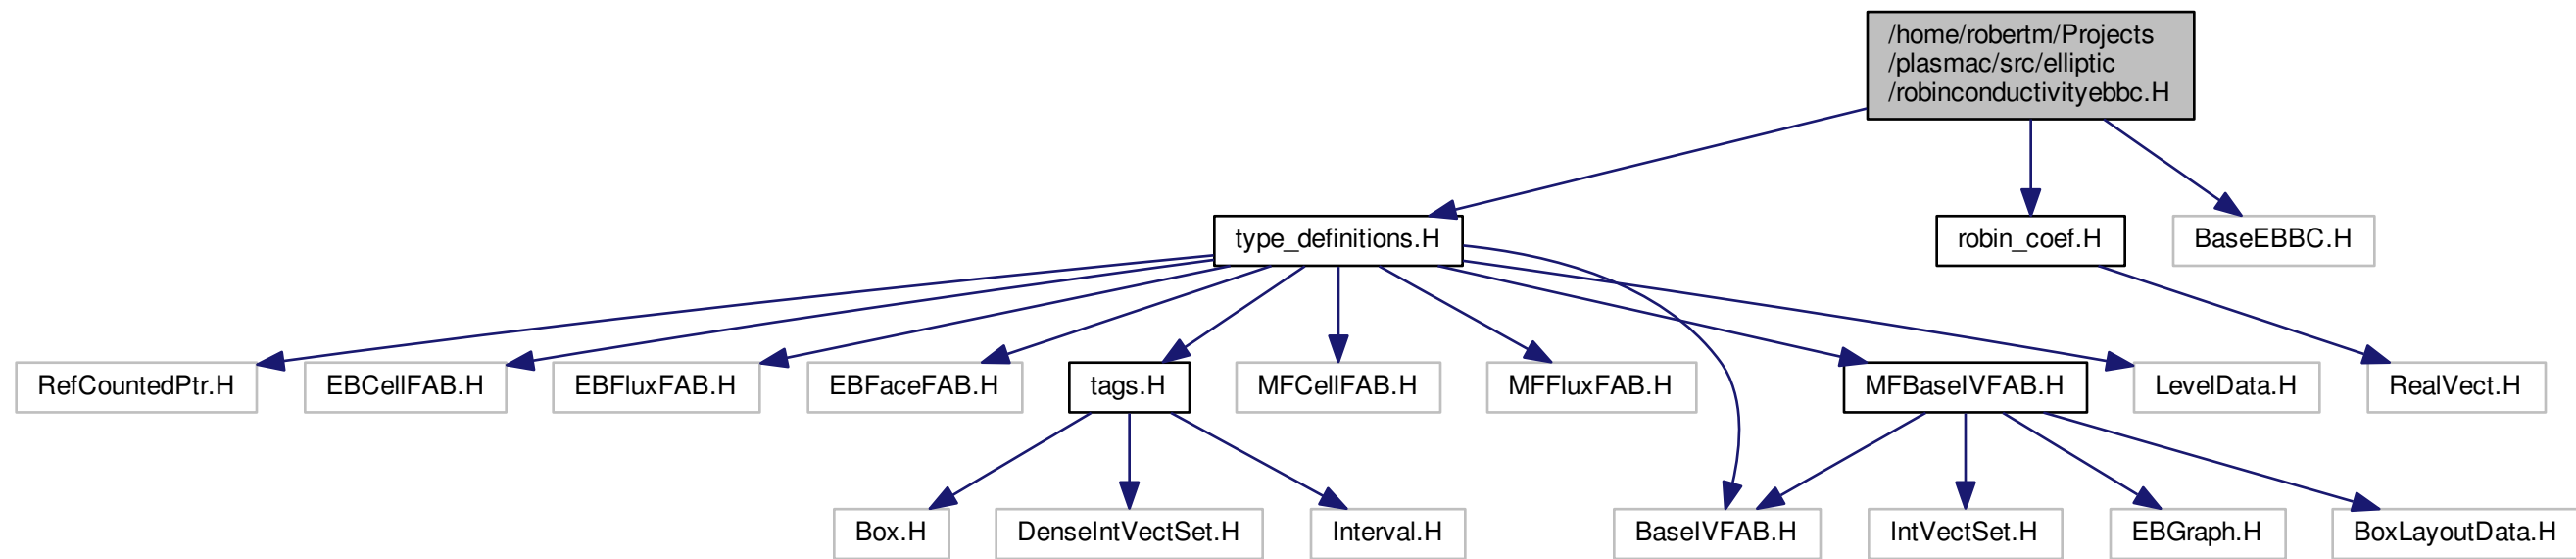 /home/robertm/Projects
/plasmac/src/elliptic
/robinconductivityebbc.H
type_definitions.H
robin_coef.H
BaseEBBC.H
RefCountedPtr.H
EBCellFAB.H
EBFluxFAB.H
EBFaceFAB.H
tags.H
MFCellFAB.H
MFFluxFAB.H
MFBaseIVFAB.H
LevelData.H
RealVect.H
Box.H
DenseIntVectSet.H
Interval.H
BaseIVFAB.H
IntVectSet.H
EBGraph.H
BoxLayoutData.H